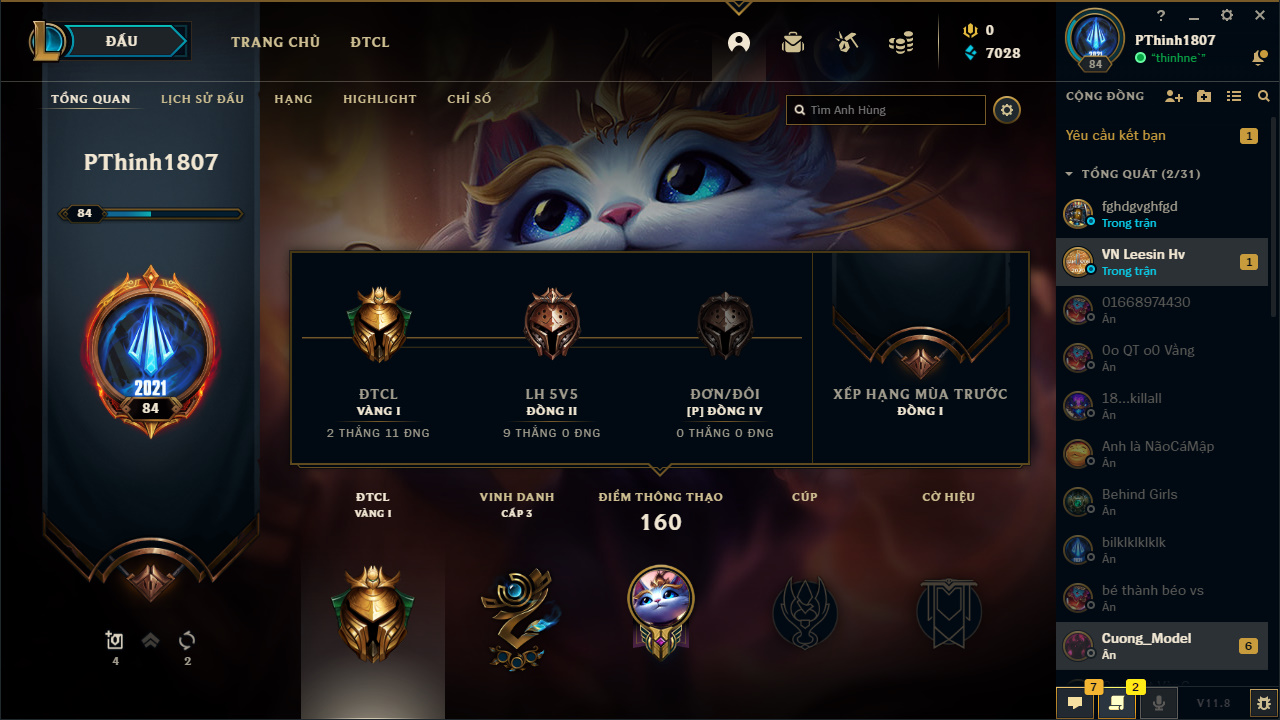 ĐẤU
TRANG CHỦ
ĐTCL
0
7028
?
PThinh1807
"thinhne`"
2021
84
TỔNG QUAN
LỊCH SỬ ĐẤU
HẠNG
HIGHLIGHT
CHỈ SỐ
Tìm Anh Hùng
PThinh1807
84
2021
84
4
2
ĐTCL
VÀNG I
2 THẮNG 11 ĐNG
LH 5V5
ĐỒNG II
9 THẮNG 0 ĐNG
ĐƠN/ĐÔI
[P] ĐỒNG IV
0 THẮNG 0 ĐNG
XẾP HẠNG MÙA TRƯỚC
ĐỒNG I
ĐTCL
VÀNG I
VINH DANH
CẤP 3
ĐIỂM THÔNG THẠO
160
CÚP
CỜ HIỆU
CỘNG ĐỒNG
Yêu cầu kết bạn
1
TỔNG QUÁT (2/31)
fghdgvghfgd
Trong trận
VN Leesin Hv
Trong trận
1
01668974430
Ẩn
0o QT o0 Vàng
Ẩn
18...killall
Ẩn
Anh là NãoCáMập
Ẩn
Behind Girls
Ẩn
bilklklklklk
Ẩn
bé thành béo vs
Ẩn
Cuong_Model
Ẩn
6
7
2
V11.8